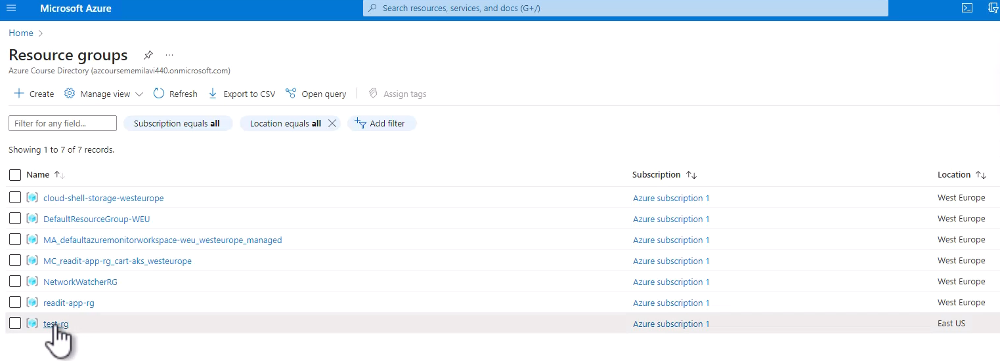 Microsoft Azure
Search resources, services, and docs (G+/)
Home
Resource groups
Azure Course Directory (azcoursememilavi440.onmicrosoft.com)
Create Manage view Refresh Export to CSV Open query Assign tags
Filter for any field... Subscription equals all Location equals all Add filter
Showing 1 to 7 of 7 records.
Name Subscription Location
cloud-shell-storage-westeurope Azure subscription 1 West Europe
DefaultResourceGroup-WEU Azure subscription 1 West Europe
MA_defaultazuremonitorworkspace-weu_westeurope_managed Azure subscription 1 West Europe
MC_readit-app-rg_cart-aks_westeurope Azure subscription 1 West Europe
NetworkWatcherRG Azure subscription 1 West Europe
readit-app-rg Azure subscription 1 West Europe
test-rg Azure subscription 1 East US